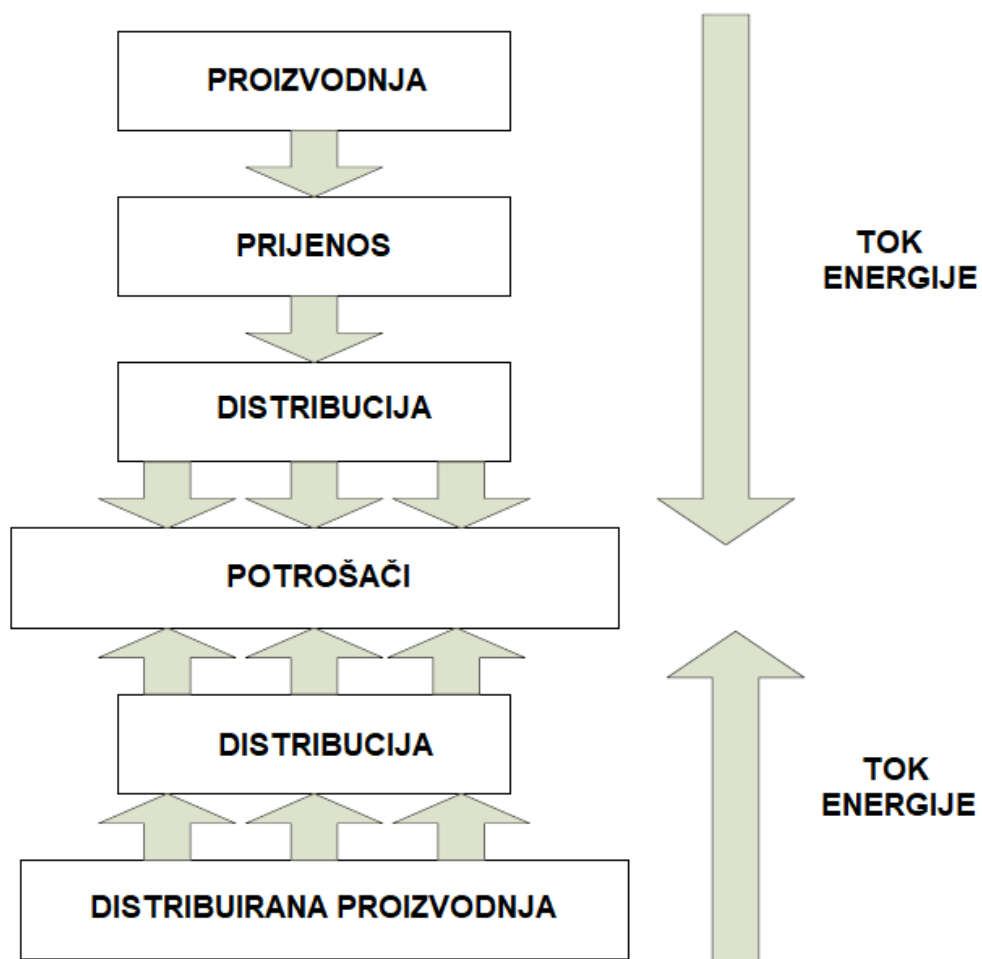 PROIZVODNJA
PRIJENOS
TOK
ENERGIJE
DISTRIBUCIJA
POTROŠAČI
DISTRIBUCIJA
TOK
ENERGIJE
DISTRIBUIRANA PROIZVODNJA